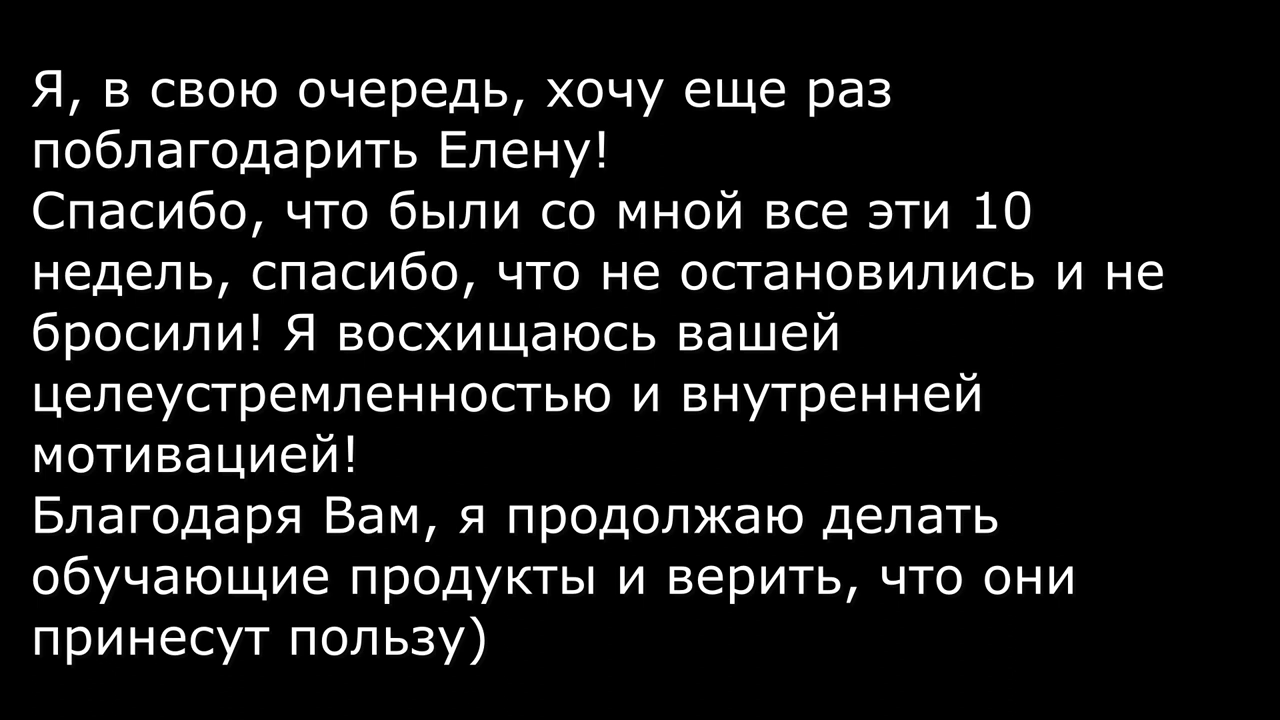 Я, в свою очередь, хочу еще раз
поблагодарить Елену!
Спасибо, что были со мной все эти 10
недель, спасибо, что не остановились и не
бросили! Я восхищаюсь вашей
целеустремленностью и внутренней
мотивацией!
Благодаря Вам, я продолжаю делать
обучающие продукты и верить, что они
принесут пользу)